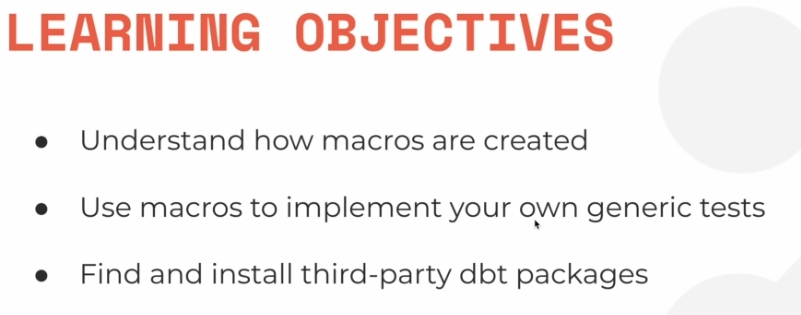 LEARNING OBJECTIVES
● Understand how macros are created
● Use macros to implement your own generic tests
● Find and install third-party dbt packages